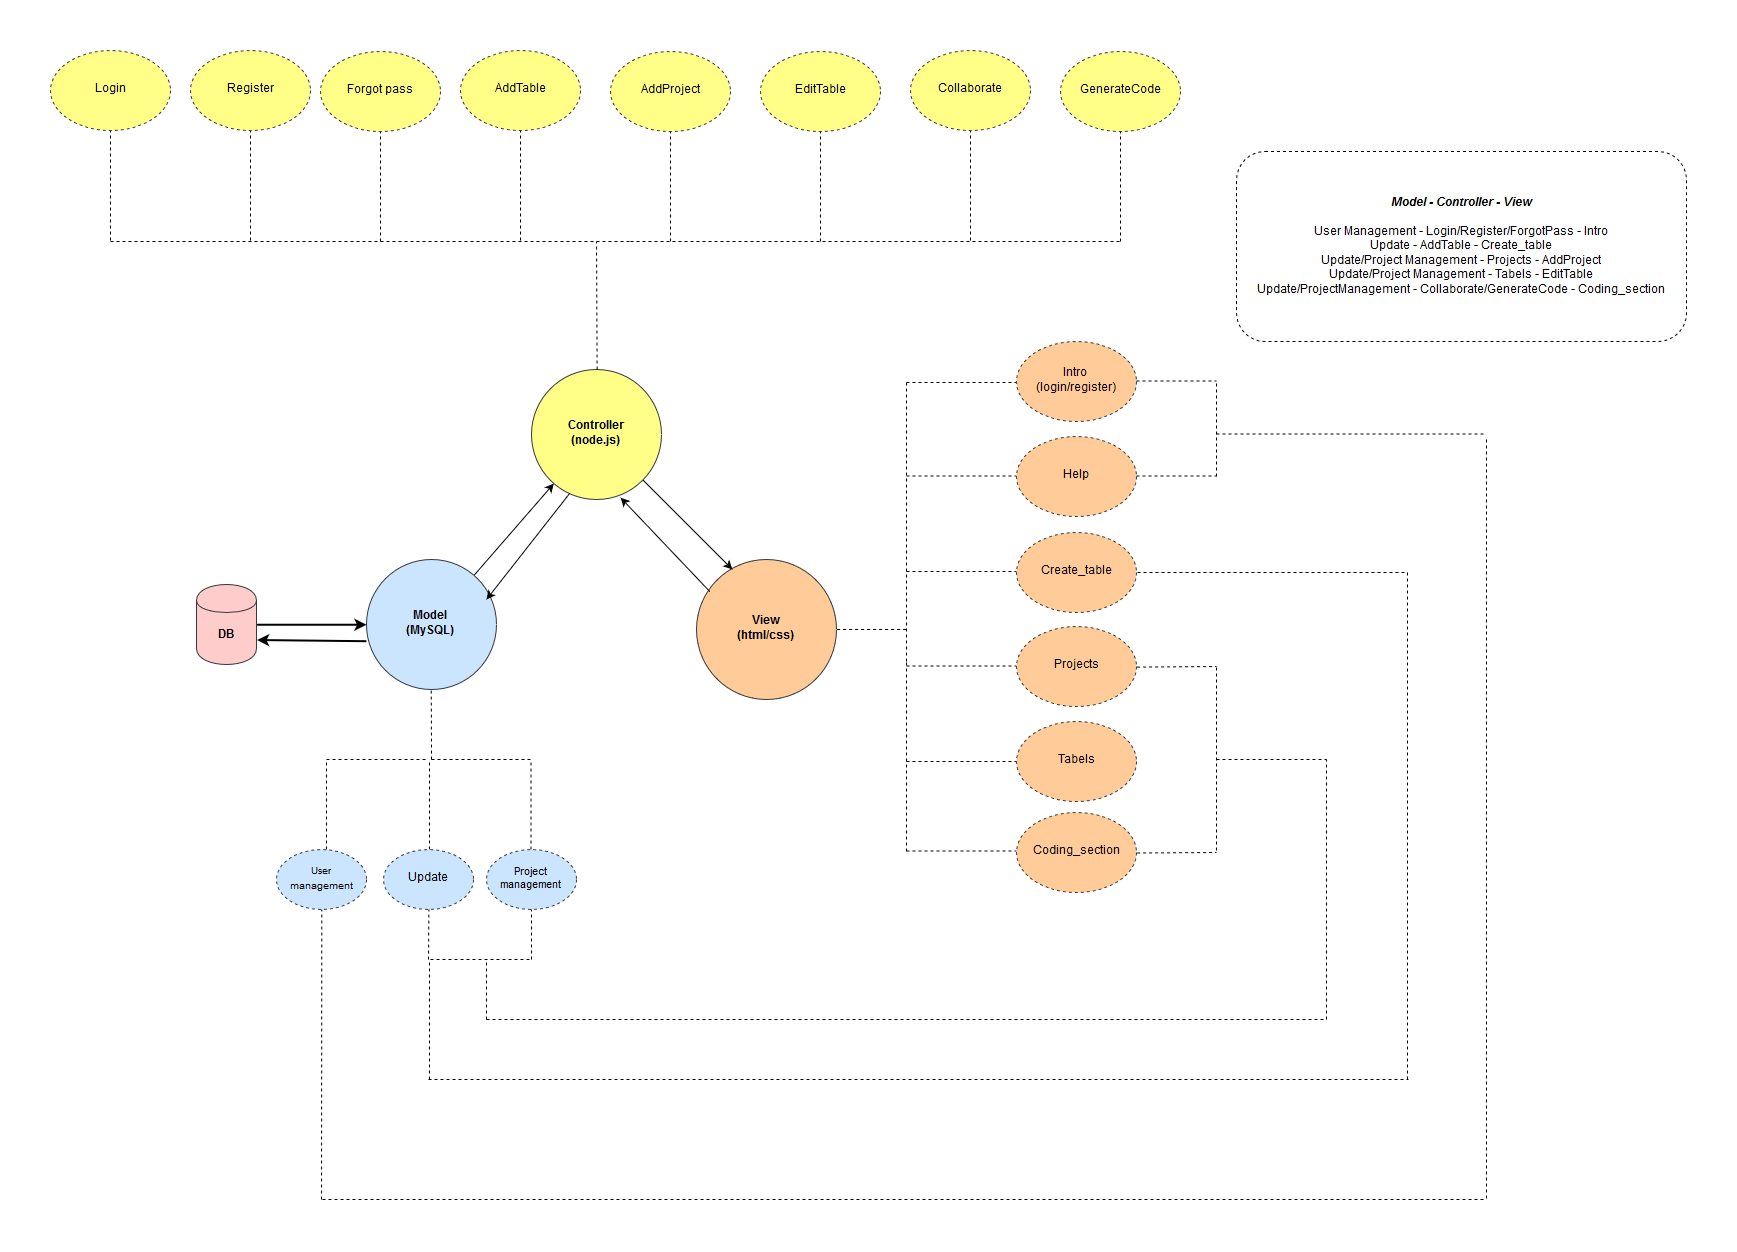 Login
Register
Forgot pass
AddTable
AddProject
EditTable
Collaborate
GenerateCode
Model - Controller - View
User Management - Login/Register/ForgotPass - Intro
Update - AddTable - Create_table
Update/Project Management - Projects - AddProject
Update/Project Management - Tabels - EditTable
Update/ProjectManagement - Collaborate/GenerateCode - Coding_section
Intro
(login/register)
Controller
(node.js)
Help
Create_table
Model
(MySQL)
View
(html/css)
DB
Projects
Tabels
Coding_section
User
management
Update
Project
management